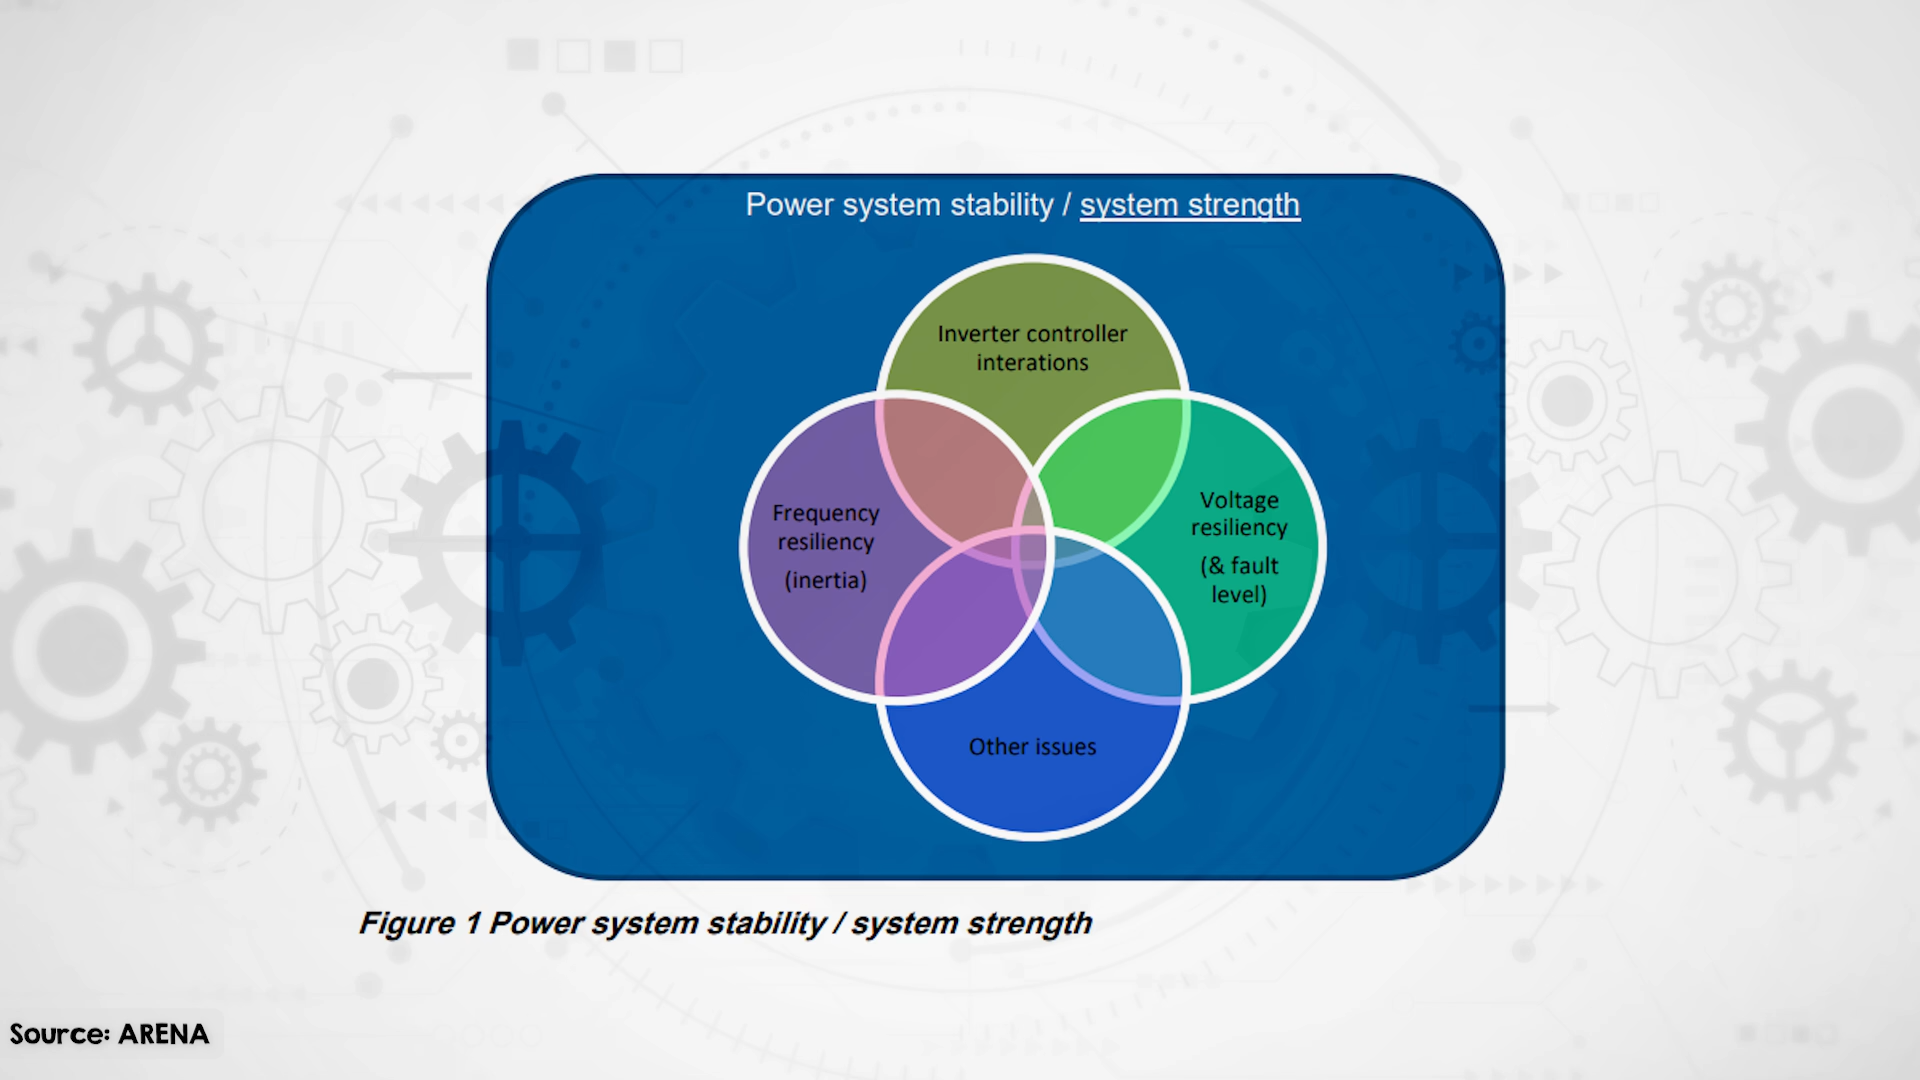 Power system stability / system strength
Inverter controller
interations
Frequency
resiliency
(inertia)
Voltage
resiliency
(& fault
level)
Other issues
Figure 1 Power system stability / system strength
Source: ARENA